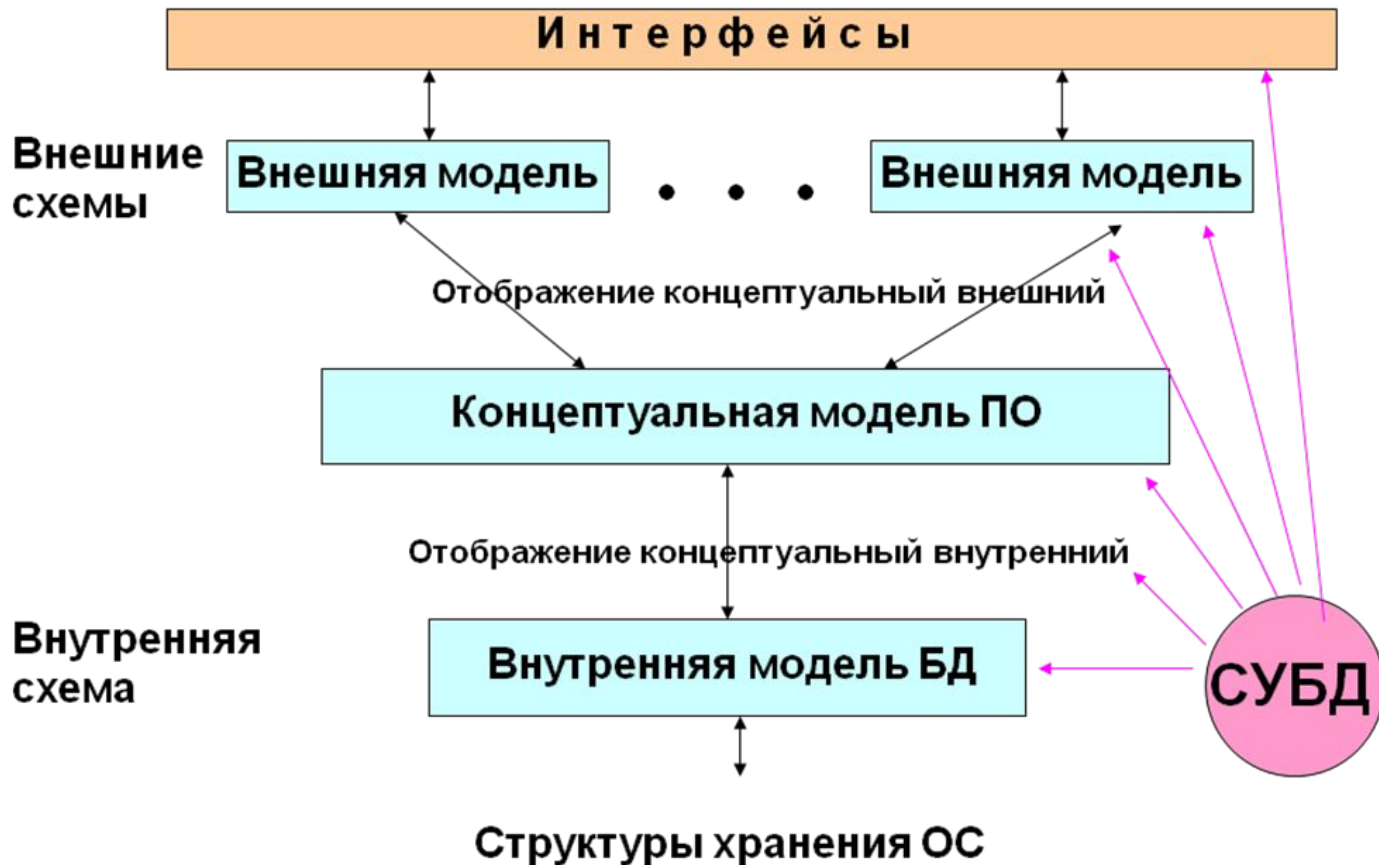 И н т е р ф е й с ы
Внешние
схемы
Внешняя модель
Внешняя модель
Отображение концептуальный внешний
Концептуальная модель ПО
Отображение концептуальный внутренний
Внутренняя
схема
Внутренняя модель БД
СУБД
Структуры хранения ОС